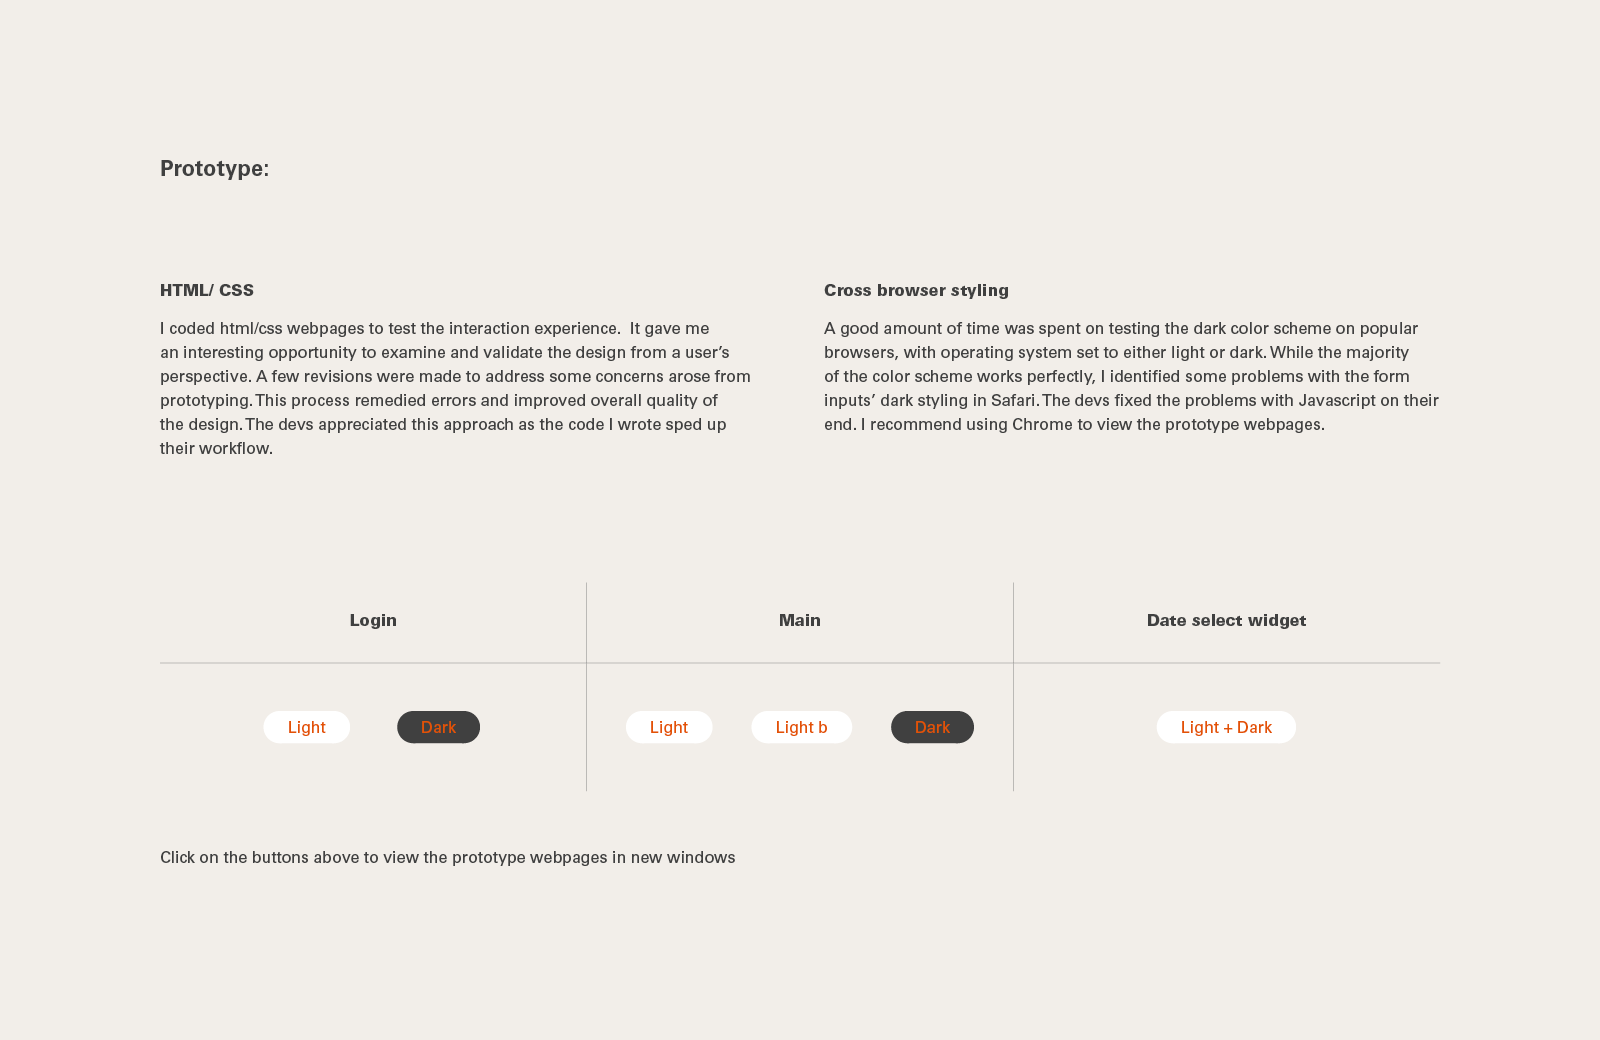 Prototype:
HTML/ CSS
I coded html/css webpages to test the interaction experience.  It gave me
an interesting opportunity to examine and validate the design from a user’s
perspective. A few revisions were made to address some concerns arose from
prototyping. This process remedied errors and improved overall quality of
the design. The devs appreciated this approach as the code I wrote sped up
their workflow.
Cross browser styling
A good amount of time was spent on testing the dark color scheme on popular
browsers, with operating system set to either light or dark. While the majority
of the color scheme works perfectly, I identified some problems with the form
inputs’ dark styling in Safari. The devs fixed the problems with Javascript on their
end. I recommend using Chrome to view the prototype webpages.
Login
Main
Date select widget
Light
Dark
Light
Light b
Dark
Light + Dark
Click on the buttons above to view the prototype webpages in new windows